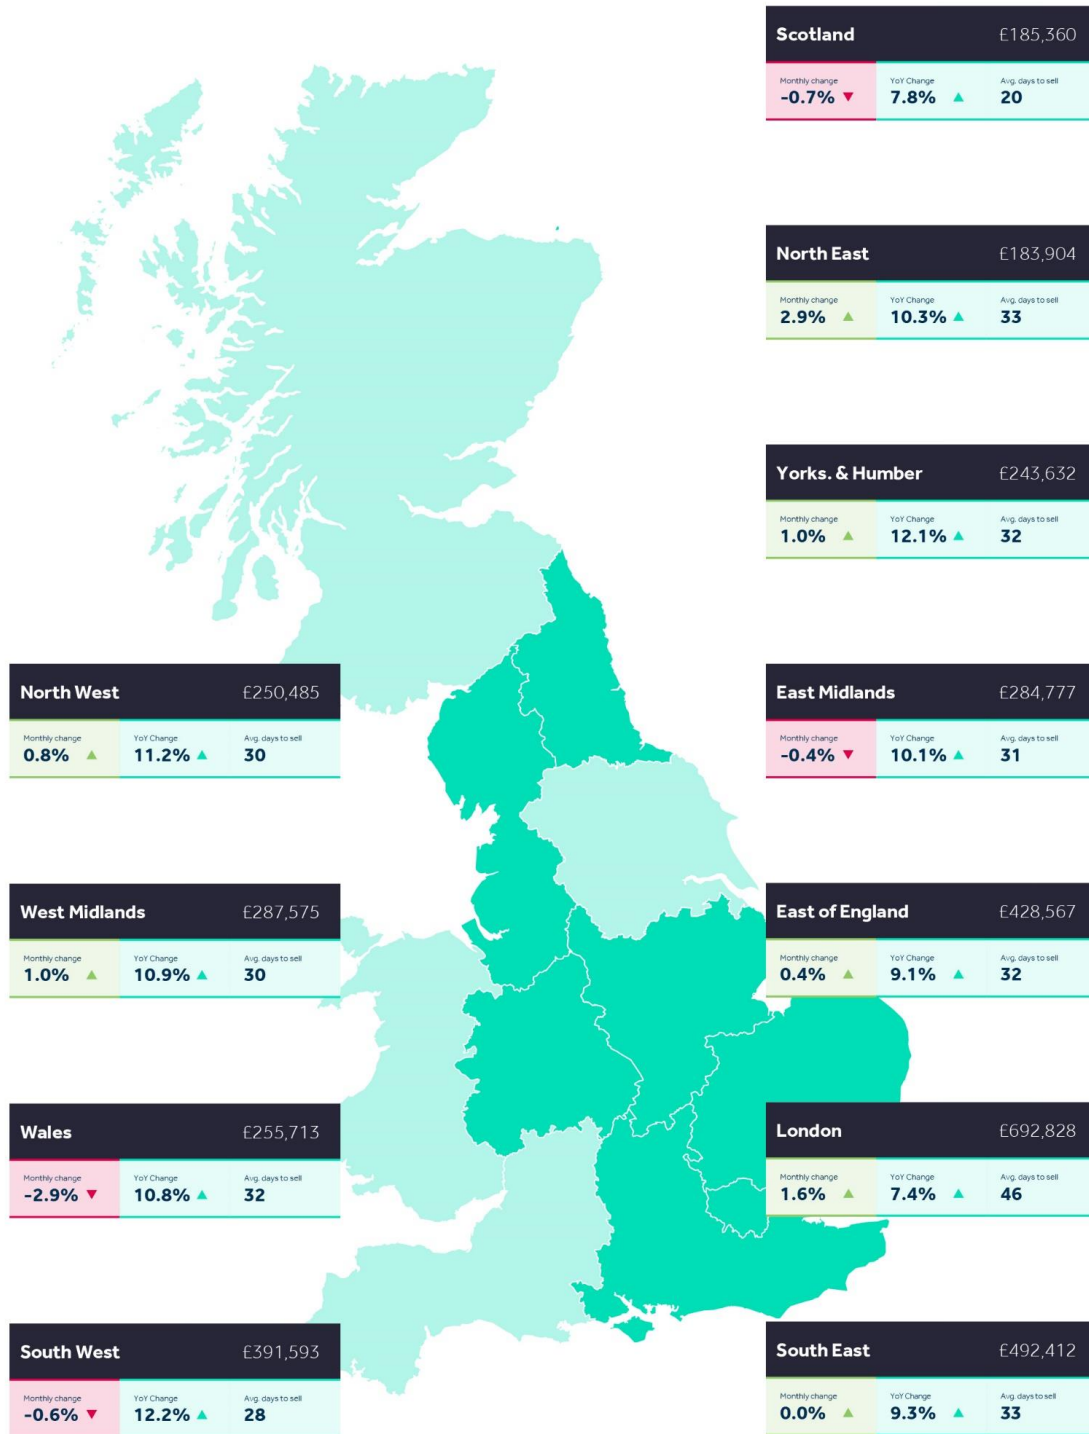 Scotland £185,360
Monthly change YoY Change Avg. days to sell
-0.7% ▼ 7.8% ▲ 20
North East £183,904
Monthly change YoY Change Avg. days to sell
2.9% ▲ 10.3% ▲ 33
Yorks. & Humber £243,632
Monthly change YoY Change Avg. days to sell
1.0% ▲ 12.1% ▲ 32
North West £250,485
Monthly change YoY Change Avg. days to sell
0.8% ▲ 11.2% ▲ 30
East Midlands £284,777
Monthly change YoY Change Avg. days to sell
-0.4% ▼ 10.1% ▲ 31
West Midlands £287,575
Monthly change YoY Change Avg. days to sell
1.0% ▲ 10.9% ▲ 30
East of England £428,567
Monthly change YoY Change Avg. days to sell
0.4% ▲ 9.1% ▲ 32
Wales £255,713
Monthly change YoY Change Avg. days to sell
-2.9% ▼ 10.8% ▲ 32
London £692,828
Monthly change YoY Change Avg. days to sell
1.6% ▲ 7.4% ▲ 46
South West £391,593
Monthly change YoY Change Avg. days to sell
-0.6% ▼ 12.2% ▲ 28
South East £492,412
Monthly change YoY Change Avg. days to sell
0.0% ▲ 9.3% ▲ 33